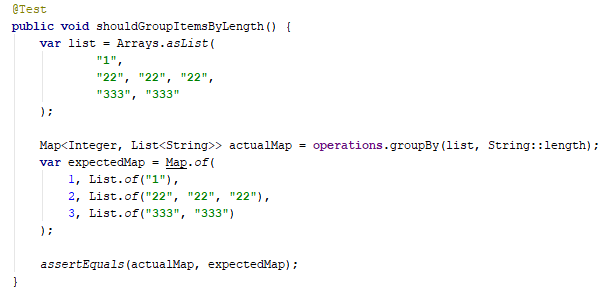 @Test
public void shouldGroupItemsByLength() {
    var list = Arrays.asList(
            "1",
            "22", "22", "22",
            "333", "333"
    );

    Map<Integer, List<String>> actualMap = operations.groupBy(list, String::length);
    var expectedMap = Map.of(
        1, List.of("1"),
        2, List.of("22", "22", "22"),
        3, List.of("333", "333")
    );

    assertEquals(actualMap, expectedMap);
}